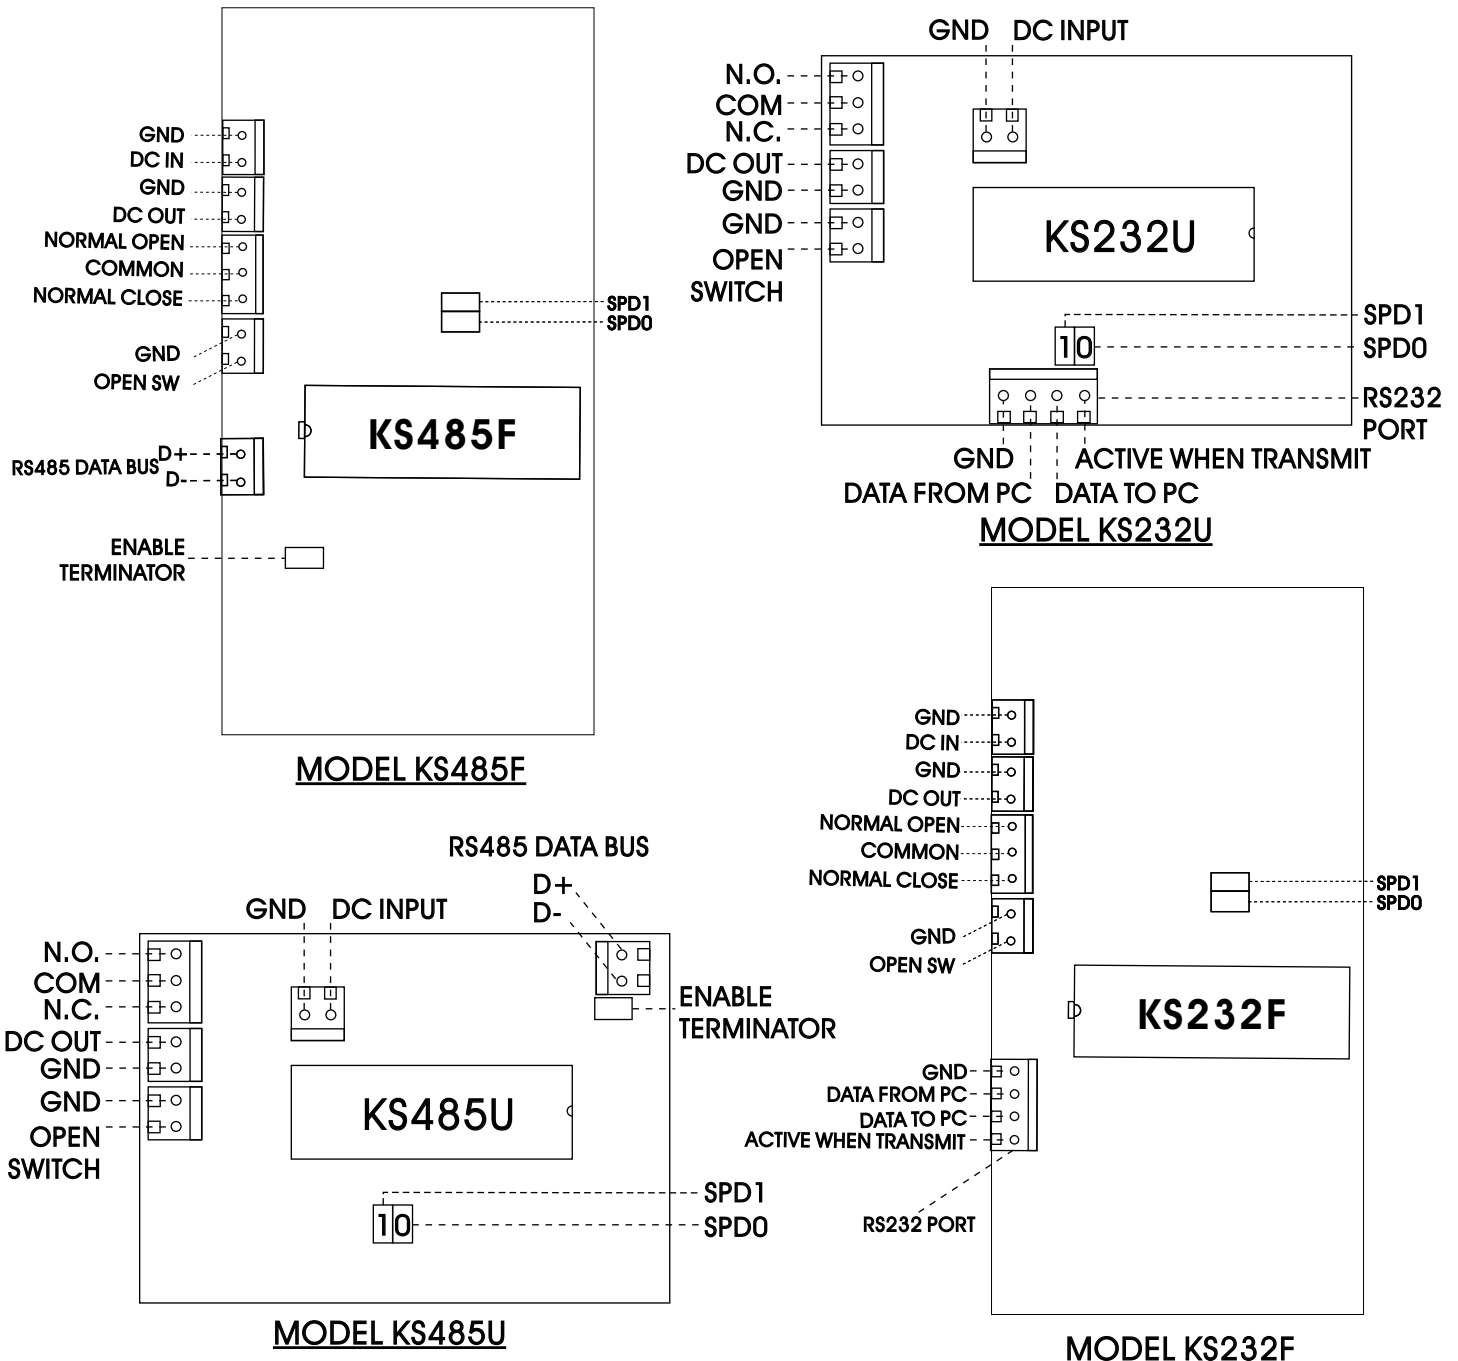 GND
DC IN
GND
DC OUT
NORMAL OPEN
COMMON
NORMAL CLOSE
GND
OPEN SW
SPD1
SPD0
KS485F
D+
RS485 DATA BUS
D-
ENABLE
TERMINATOR
MODEL KS485F
GND DC INPUT
N.O.
COM
N.C.
DC OUT
GND
GND
OPEN
SWITCH
KS232U
SPD1
10
SPD0
RS232
PORT
GND ACTIVE WHEN TRANSMIT
DATA FROM PC DATA TO PC
MODEL KS232U
RS485 DATA BUS
D+
D-
GND DC INPUT
N.O.
COM
N.C.
DC OUT
GND
GND
OPEN
SWITCH
ENABLE
TERMINATOR
KS485U
SPD1
10
SPD0
MODEL KS485U
GND
DC IN
GND
DC OUT
NORMAL OPEN
COMMON
NORMAL CLOSE
GND
OPEN SW
SPD1
SPD0
KS232F
GND
DATA FROM PC
DATA TO PC
ACTIVE WHEN TRANSMIT
RS232 PORT
MODEL KS232F